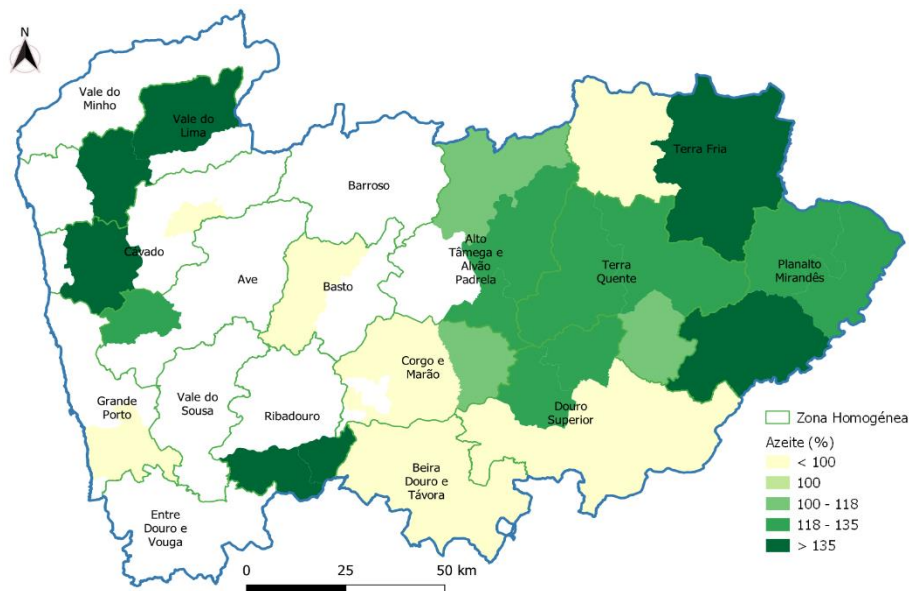 N
Vale do
Minho
Vale do
Lima
Terra Fria
Barroso
Cávado
Alto
Tâmega e
Alvão
Padrela
Terra
Quente
Planalto
Mirandês
Ave
Basto
Corgo e
Marão
Grande
Porto
Vale do
Sousa
Ribadouro
Douro
Superior
Beira
Douro e
Távora
Entre
Douro e
Vouga
Zona Homogénea
Azeite (%)
< 100
100
100 - 118
118 - 135
> 135
0 25 50 km